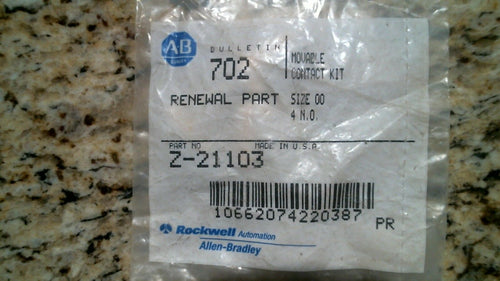 AB
BULLETIN
702
MOVABLE
CONTACT KIT
RENEWAL PART
SIZE 00
4 N.O.
PART NO
MADE IN U.S.A.
Z-21103
10662074220387
PR
Rockwell Automation
Allen-Bradley